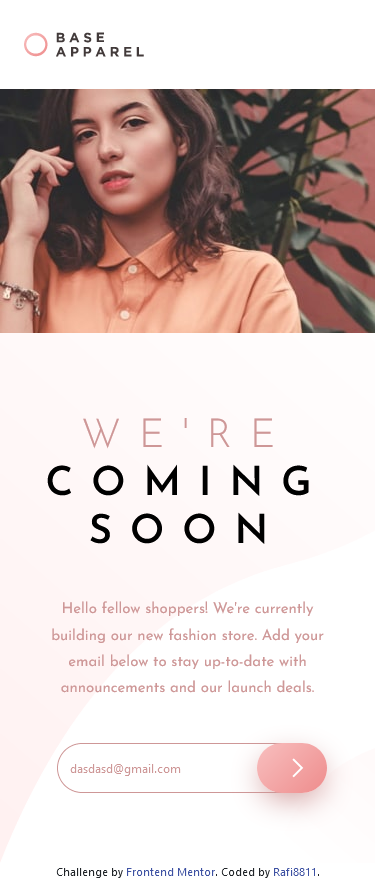 BASE
APPAREL
WE'RE
COMING
SOON
Hello fellow shoppers! We're currently
building our new fashion store. Add your
email below to stay up-to-date with
announcements and our launch deals.
dasdasd@gmail.com
Challenge by Frontend Mentor. Coded by Rafi8811.